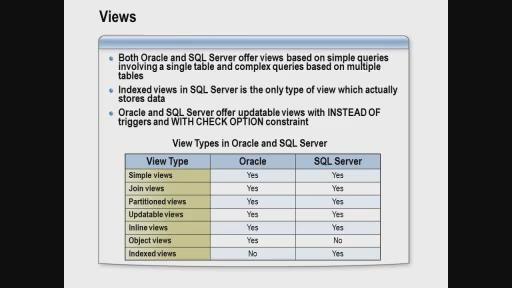 Views
Both Oracle and SQL Server offer views based on simple queries
involving a single table and complex queries based on multiple
tables
Indexed views in SQL Server is the only type of view which actually
stores data
Oracle and SQL Server offer updatable views with INSTEAD OF
triggers and WITH CHECK OPTION constraint
View Types in Oracle and SQL Server
View Type Oracle SQL Server
Simple views Yes Yes
Join views Yes Yes
Partitioned views Yes Yes
Updatable views Yes Yes
Inline views Yes Yes
Object views Yes No
Indexed views No Yes